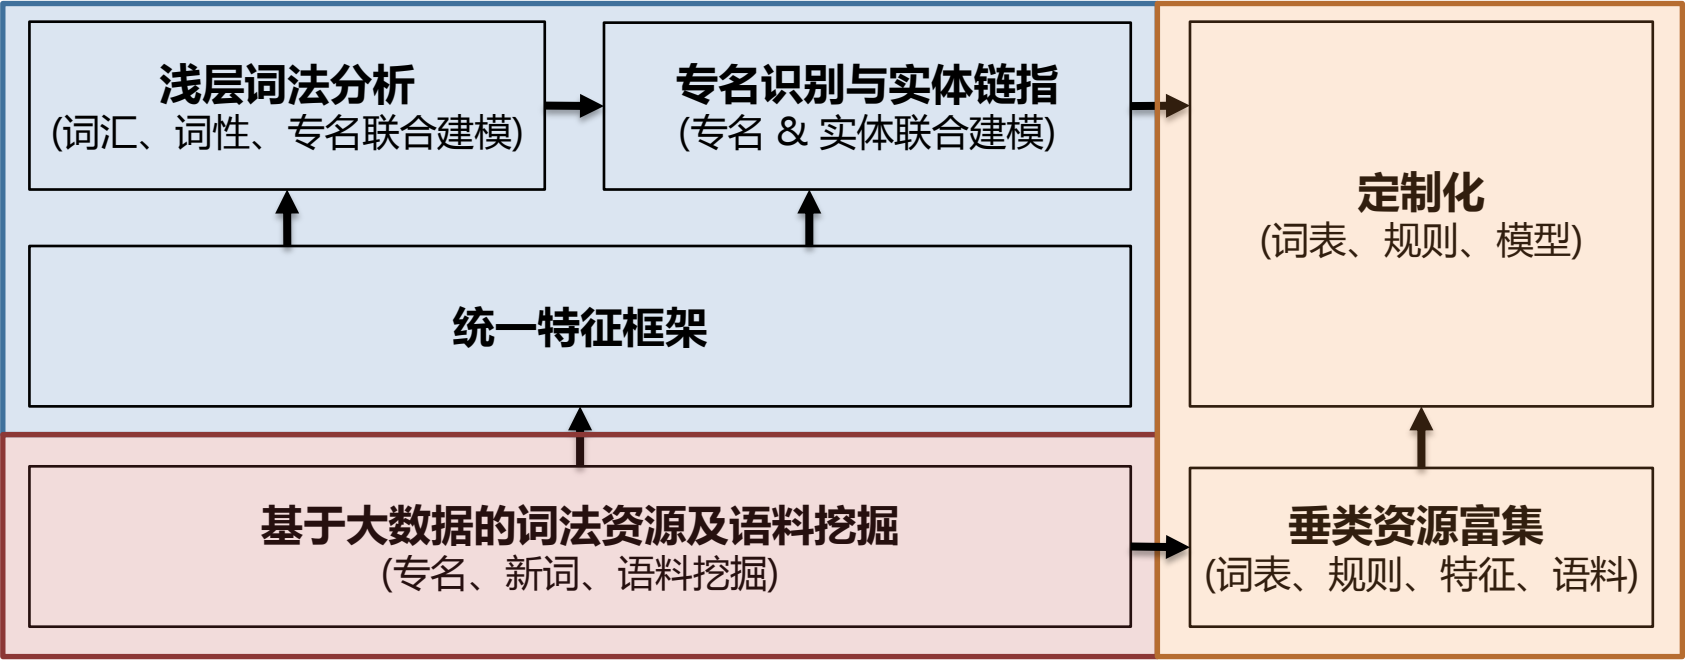 浅层词法分析
(词汇、词性、专名联合建模)
专名识别与实体链指
(专名 & 实体联合建模)
定制化
(词表、规则、模型)
统一特征框架
基于大数据的词法资源及语料挖掘
(专名、新词、语料挖掘)
垂类资源富集
(词表、规则、特征、语料)